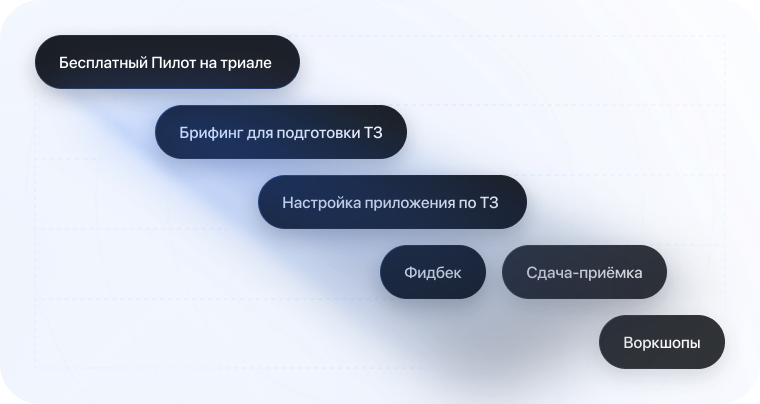 Бесплатный Пилот на триале
Брифинг для подготовки ТЗ
Настройка приложения по ТЗ
Фидбек
Сдача-приёмка
Воркшопы